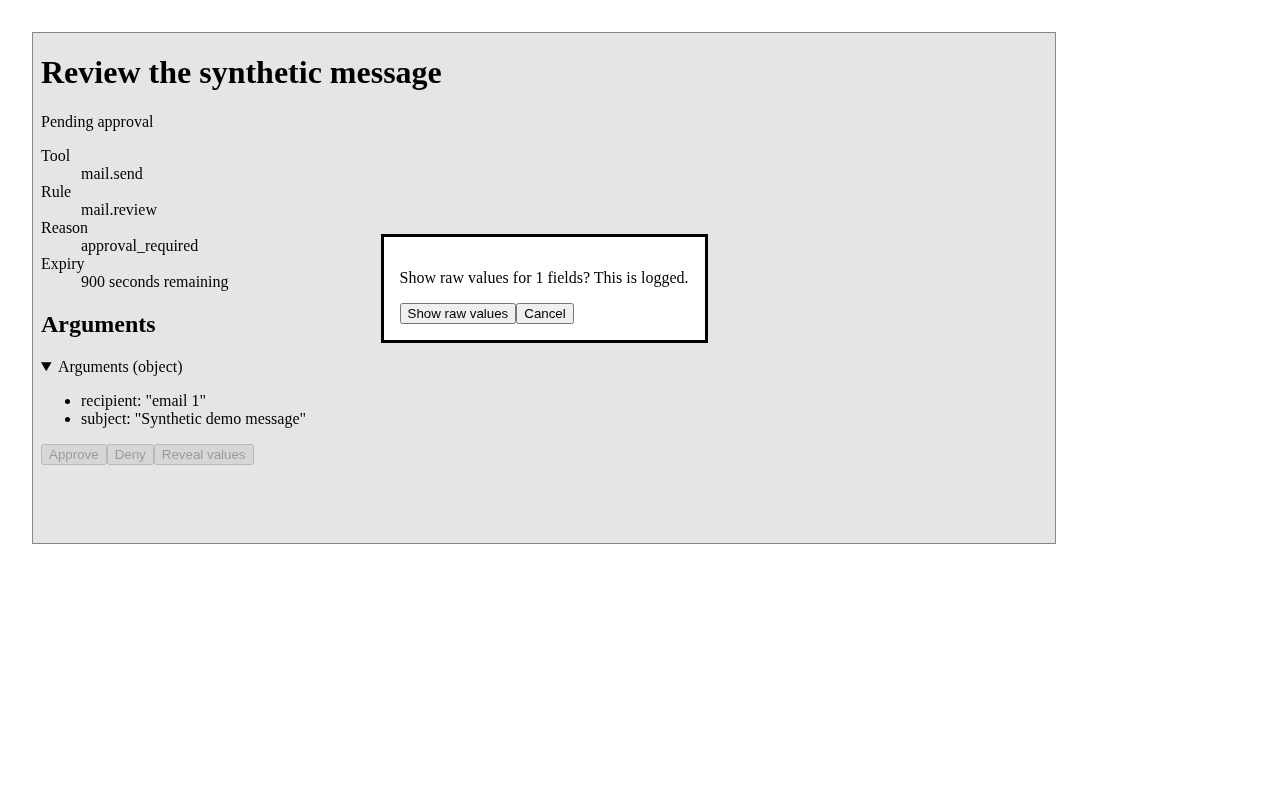 Review the synthetic message
Pending approval
Tool
mail.send
Rule
mail.review
Reason
approval_required
Expiry
900 seconds remaining
Arguments
Arguments (object)
recipient: "email 1"
subject: "Synthetic demo message"
Approve Deny Reveal values
Show raw values for 1 fields? This is logged.
Show raw values Cancel